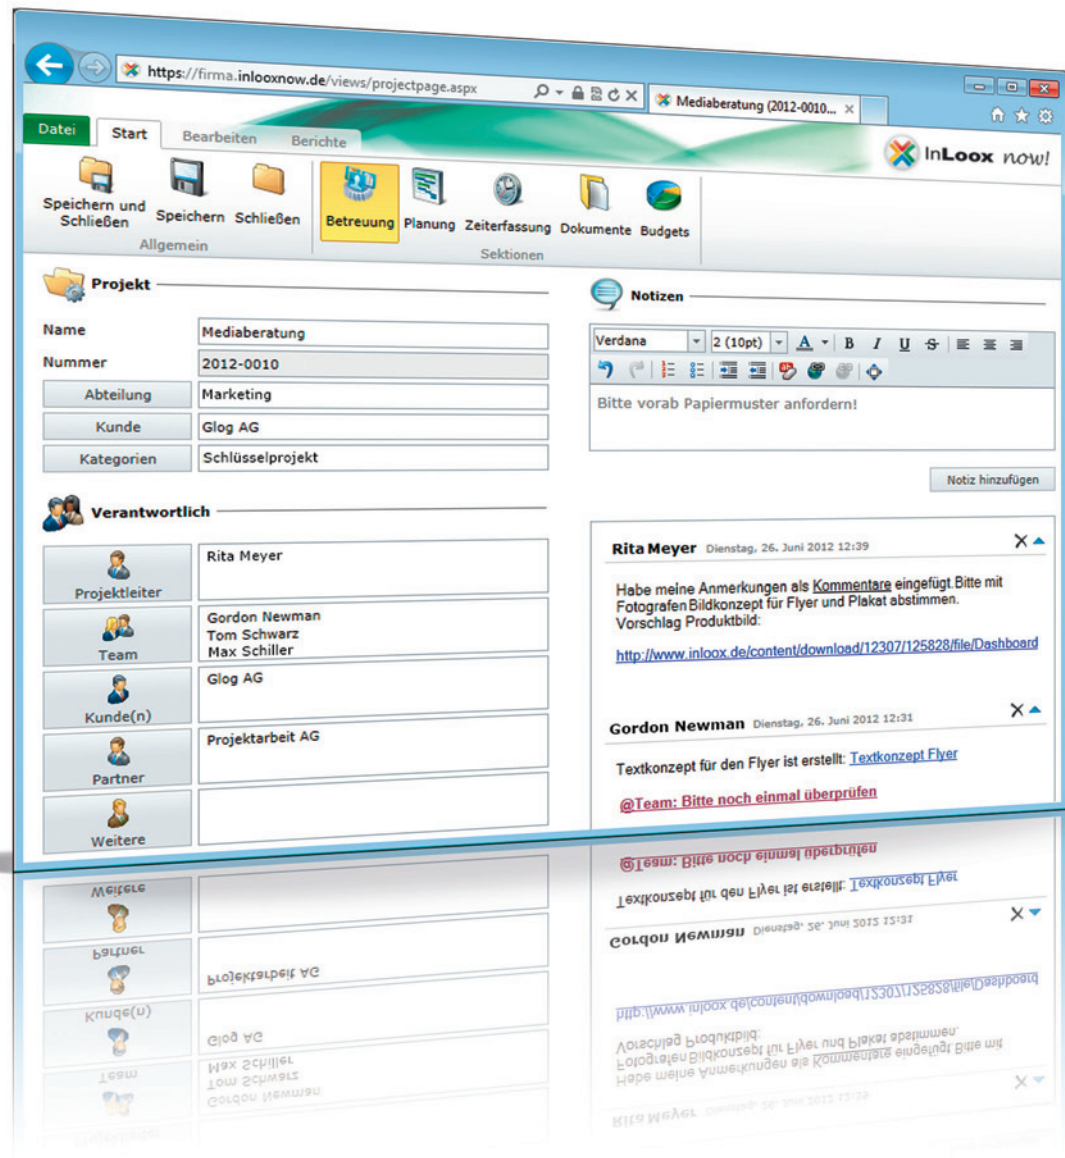 https://firma.inlooxnow.de/views/projectpage.aspx
Mediaberatung (2012-0010...
Datei Start Bearbeiten Berichte
InLoox now!
Speichern und
Schließen
Speichern
Schließen
Betreuung
Planung
Zeiterfassung
Dokumente
Budgets
Allgemein
Sektionen
Projekt
Name Mediaberatung
Nummer 2012-0010
Abteilung Marketing
Kunde Glog AG
Kategorien Schlüsselprojekt
Verantwortlich
Projektleiter
Rita Meyer
Team
Gordon Newman
Tom Schwarz
Max Schiller
Kunde(n)
Glog AG
Partner
Projektarbeit AG
Weitere
Notizen
Verdana 2 (10pt) A B I U S
Bitte vorab Papiermuster anfordern!
Notiz hinzufügen
Rita Meyer Dienstag, 26. Juni 2012 12:39
Habe meine Anmerkungen als Kommentare eingefügt.Bitte mit
Fotografen Bildkonzept für Flyer und Plakat abstimmen.
Vorschlag Produktbild:
http://www.inloox.de/content/download/12307/125828/file/Dashboard
Gordon Newman Dienstag, 26. Juni 2012 12:31
Textkonzept für den Flyer ist erstellt: Textkonzept Flyer
@Team: Bitte noch einmal überprüfen